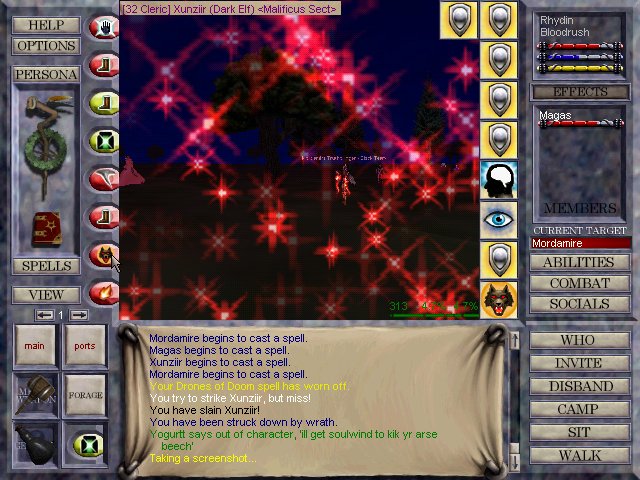 HELP
OPTIONS
PERSONA
SPELLS
VIEW
1
main
ports
FORAGE
[32 Cleric] Xunziir (Dark Elf) <Malificus Sect>
313
Mordamire begins to cast a spell.
Magas begins to cast a spell.
Xunziir begins to cast a spell.
Mordamire begins to cast a spell.
Your Drones of Doom spell has worn off.
You try to strike Xunziir, but miss!
You have slain Xunziir!
You have been struck down by wrath.
Yogurtt says out of character, 'ill get soulwind to kik yr arse
beech'
Taking a screenshot...
Rhydin
Bloodrush
EFFECTS
Magas
MEMBERS
CURRENT TARGET
Mordamire
ABILITIES
COMBAT
SOCIALS
WHO
INVITE
DISBAND
CAMP
SIT
WALK